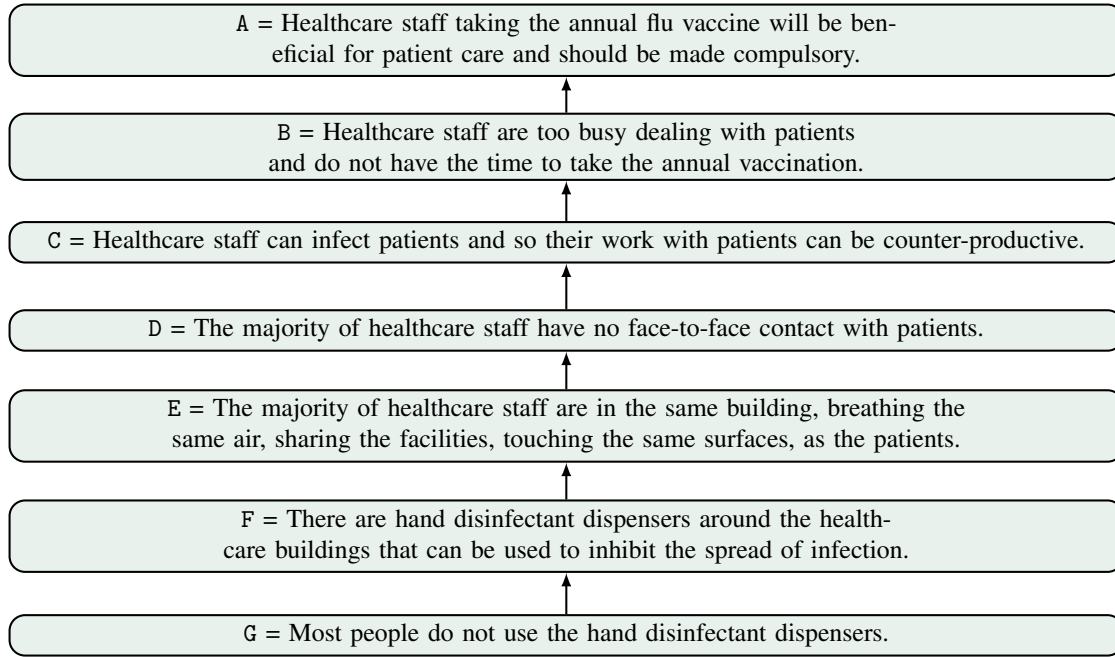 A = Healthcare staff taking the annual flu vaccine will be ben-
eficial for patient care and should be made compulsory.
B = Healthcare staff are too busy dealing with patients
and do not have the time to take the annual vaccination.
C = Healthcare staff can infect patients and so their work with patients can be counter-productive.
D = The majority of healthcare staff have no face-to-face contact with patients.
E = The majority of healthcare staff are in the same building, breathing the
same air, sharing the facilities, touching the same surfaces, as the patients.
F = There are hand disinfectant dispensers around the health-
care buildings that can be used to inhibit the spread of infection.
G = Most people do not use the hand disinfectant dispensers.